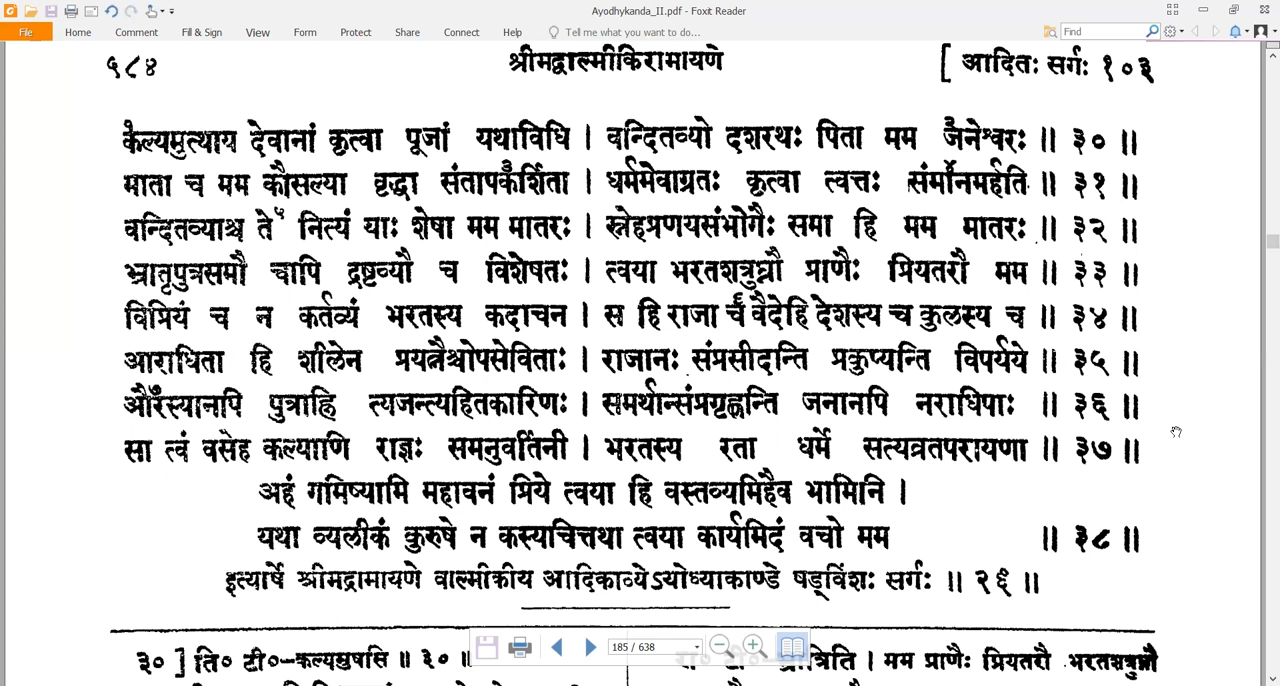 Ayodhykanda_II.pdf - Foxit Reader
File Home Comment Fill & Sign View Form Protect Share Connect Help Tell me what you want to do... Find
५८४ श्रीमद्वाल्मीकिरामायणे [ आदितः सर्गः १०३
कल्यमुत्थाय देवानां कृत्वा पूजां यथाविधि । वन्दितव्यो दशरथः पिता मम जनेश्वरः ॥ ३० ॥
माता च मम कौसल्या वृद्धा संतापकर्शिता । धर्ममेवाग्रतः कृत्वा त्वत्तः संमानमर्हति ॥ ३१ ॥
वन्दितव्याश्च ते५ नित्यं याः शेषा मम मातरः । स्नेहप्रणयसंभोगैः समा हि मम मातरः ॥ ३२ ॥
भ्रातृपुत्रसमौ चापि द्रष्टव्यौ च विशेषतः । त्वया भरतशत्रुघ्नौ प्राणैः प्रियतरौ मम ॥ ३३ ॥
विप्रियं च न कर्तव्यं भरतस्य कदाचन । स हि राजा च वैदेहि देशस्य च कुलस्य च ॥ ३४ ॥
आराधिता हि शीलेन प्रयत्नैश्चोपसेविताः । राजानः संप्रसीदन्ति प्रकुप्यन्ति विपर्यये ॥ ३५ ॥
औरस्यानपि पुत्रान्हि त्यजन्त्यहितकारिणः । समर्थान्संप्रगृह्णन्ति जनानपि नराधिपाः ॥ ३६ ॥
सा त्वं वसेह कल्याणि राज्ञः समनुवर्तिनी । भरतस्य रता धर्मे सत्यव्रतपरायणा ॥ ३७ ॥
अहं गमिष्यामि महावनं प्रिये त्वया हि वस्तव्यमिहैव भामिनि ।
यथा व्यलीकं कुरुषे न कस्यचित्तथा त्वया कार्यमिदं वचो मम ॥ ३८ ॥
इत्यार्षे श्रीमद्रामायणे वाल्मीकीय आदिकाव्येऽयोध्याकाण्डे षड्विंशः सर्गः ॥ २६ ॥
185 / 638
३० ] ति० टी०-कल्यमुषसि ॥ ३० ॥ मम प्राणैः प्रियतरौ भरतशत्रुघ्नौ